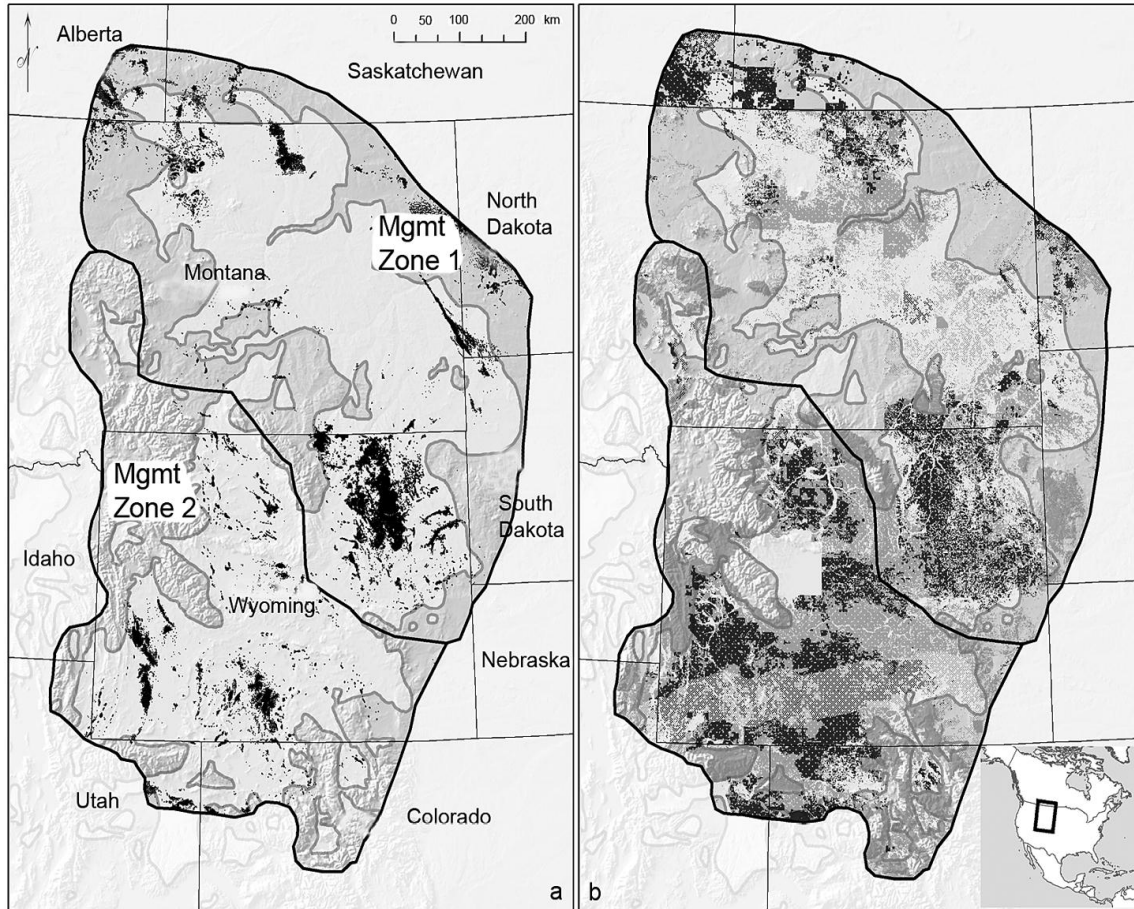 Alberta
0 50 100 200 km
Saskatchewan
North
Dakota
Mgmt
Zone 1
Montana
Mgmt
Zone 2
South
Dakota
Idaho
Wyoming
Nebraska
Utah
Colorado
a
b